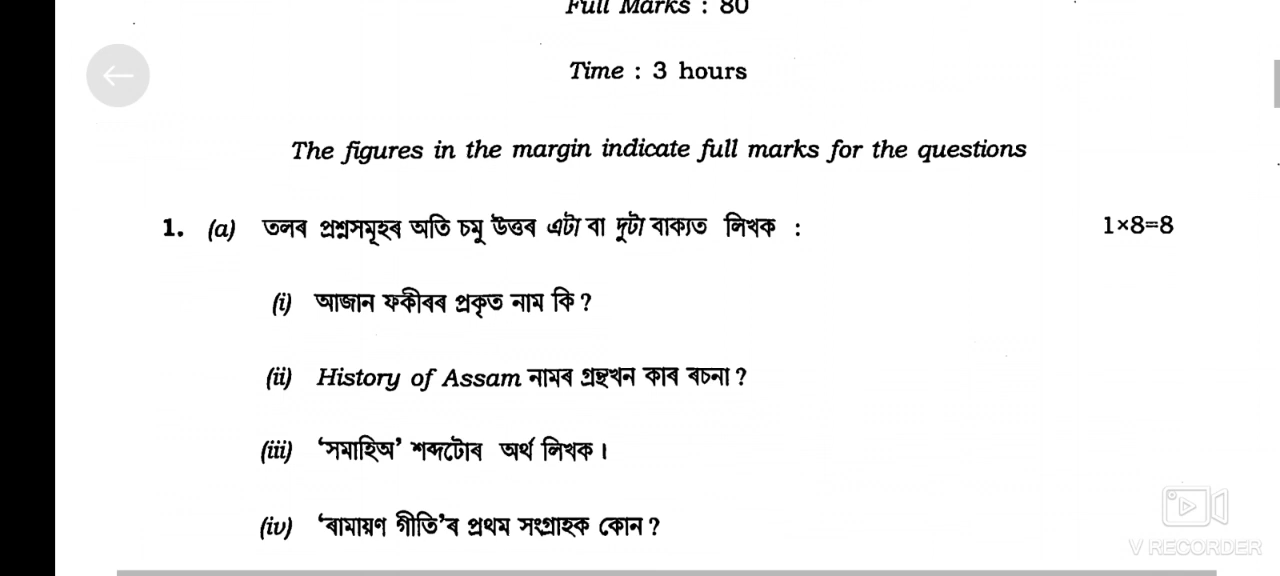 Full Marks : 80
Time : 3 hours
The figures in the margin indicate full marks for the questions
1. (a) তলৰ প্ৰশ্নসমূহৰ অতি চমু উত্তৰ এটা বা দুটা বাক্যত লিখক : 1×8=8
(i) আজান ফকীৰৰ প্ৰকৃত নাম কি ?
(ii) History of Assam নামৰ গ্ৰন্থখন কাৰ ৰচনা ?
(iii) ‘সমাহিঅ’ শব্দটোৰ অৰ্থ লিখক ।
(iv) ‘ৰামায়ণ গীতি’ৰ প্ৰথম সংগ্ৰাহক কোন ?
V RECORDER